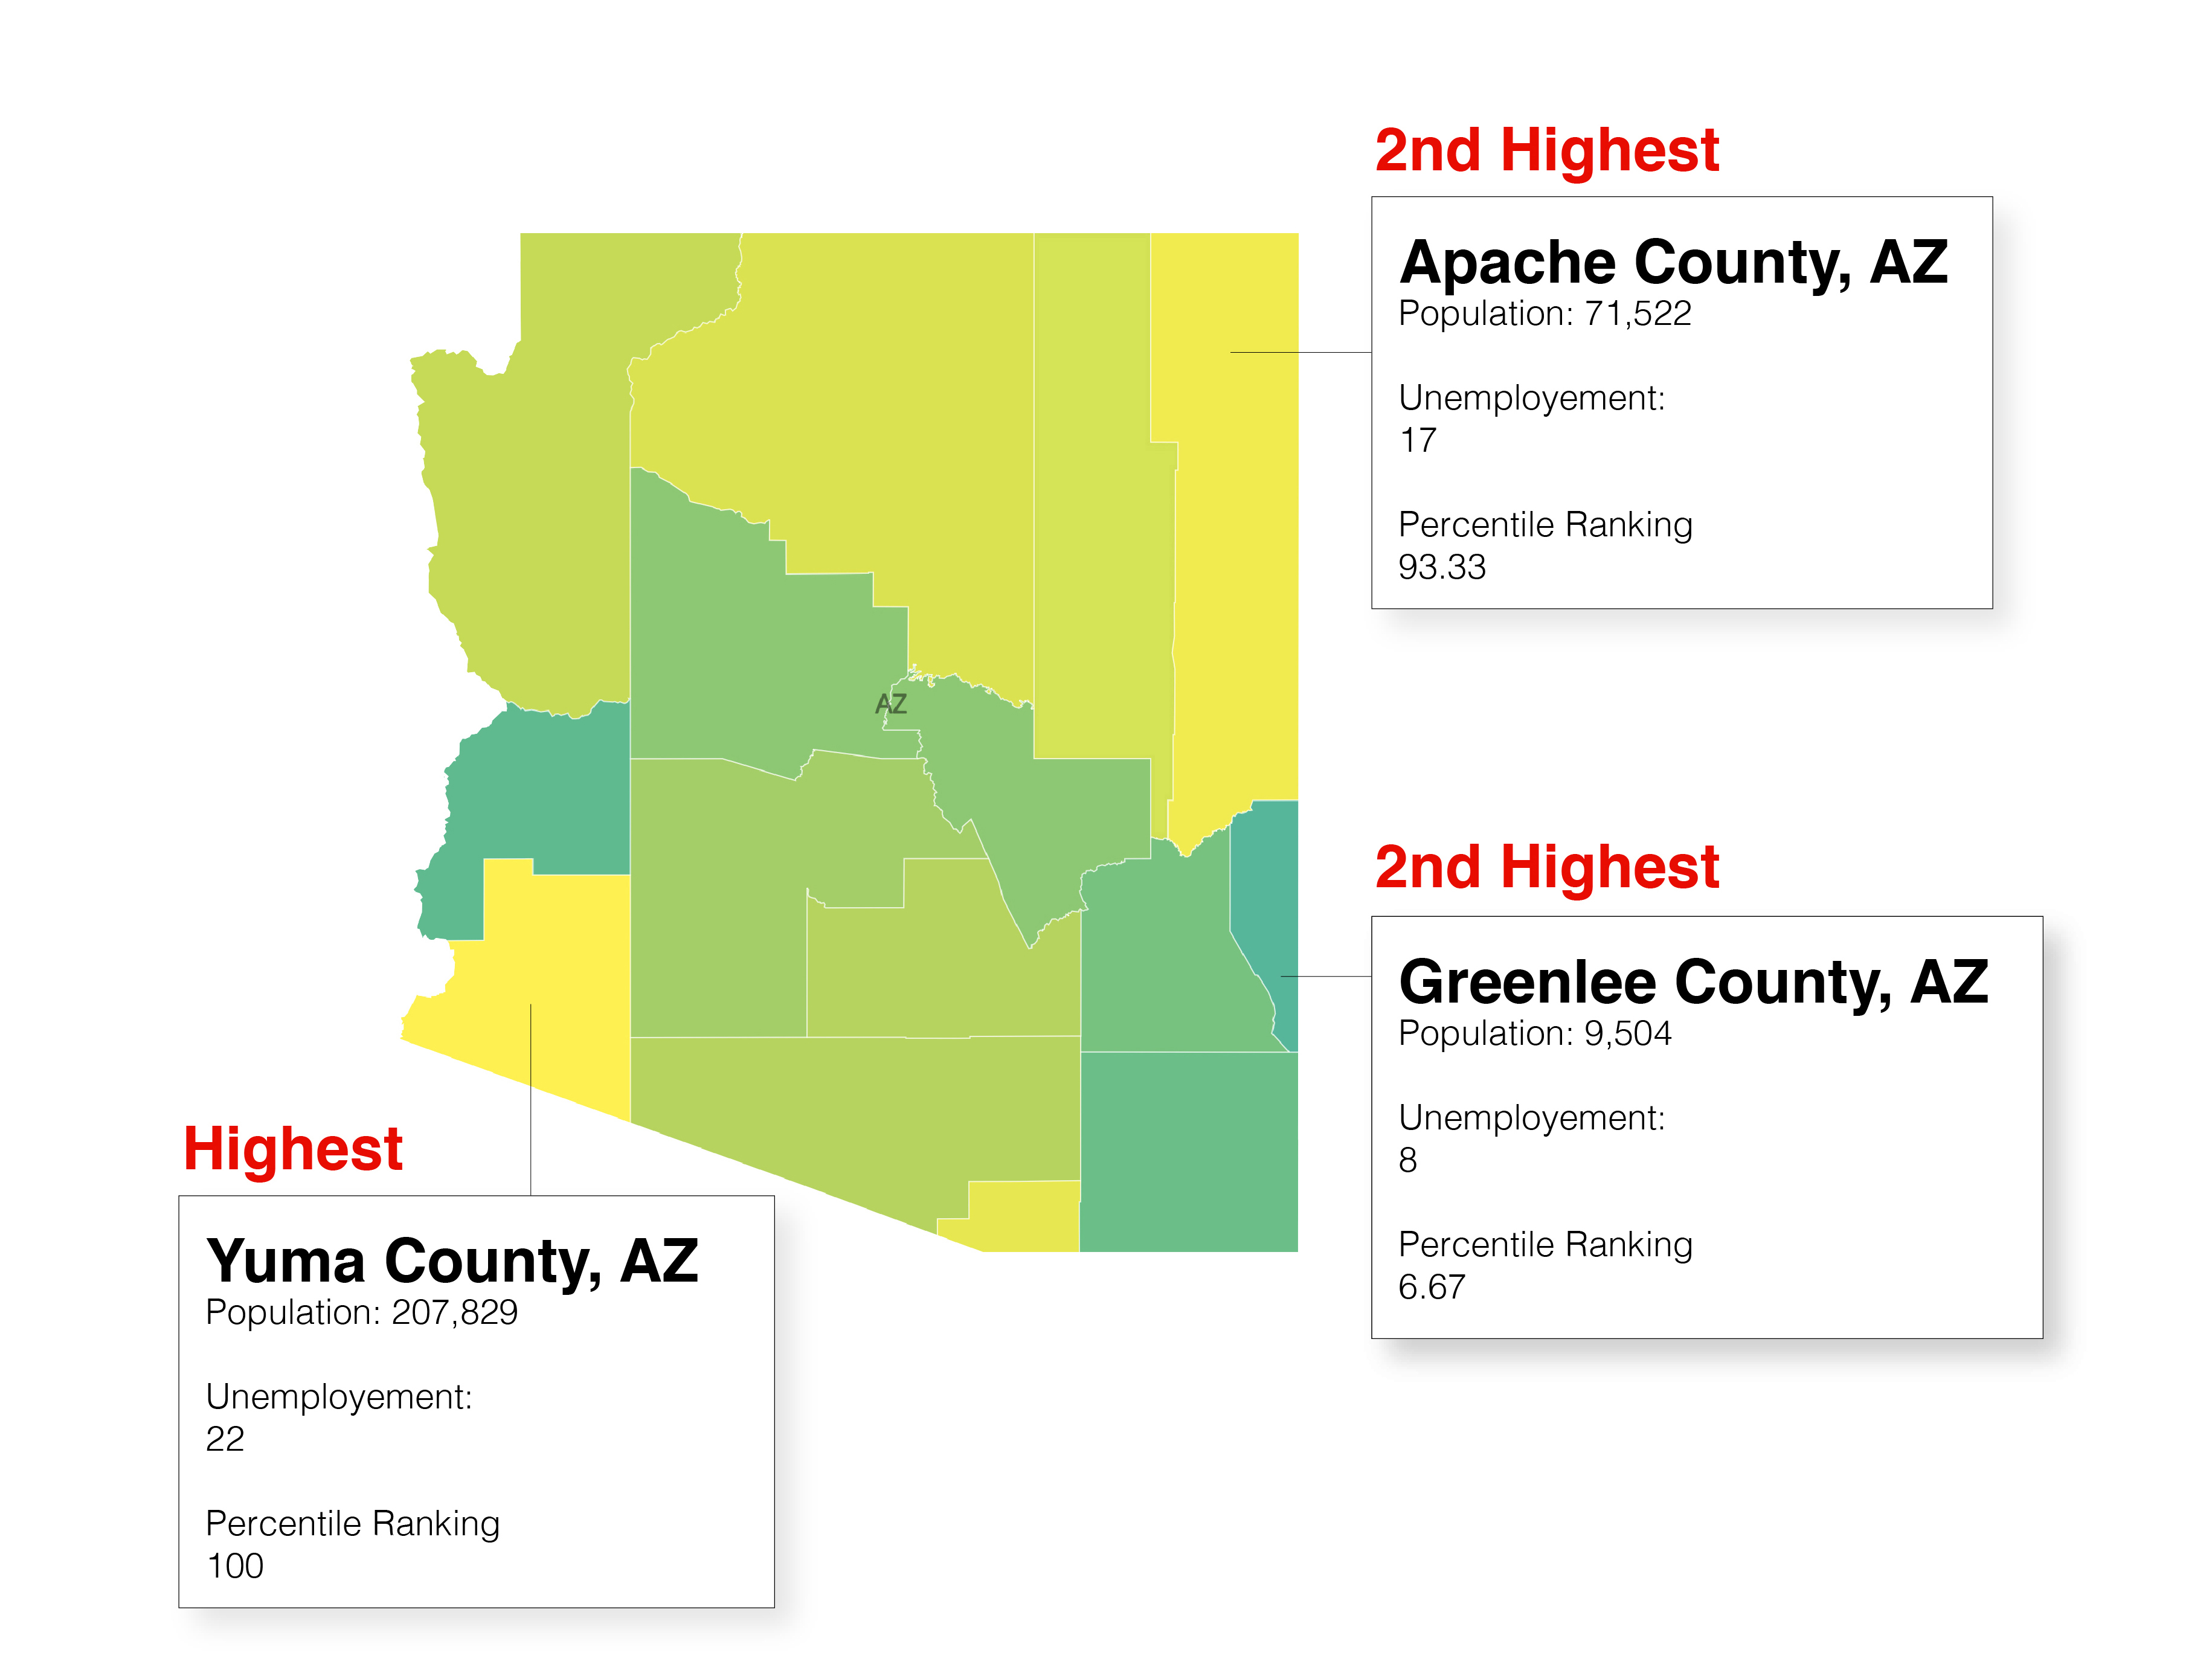 2nd Highest
Apache County, AZ
Population: 71,522
Unemployement:
17
Percentile Ranking
93.33
AZ
2nd Highest
Greenlee County, AZ
Population: 9,504
Unemployement:
8
Percentile Ranking
6.67
Highest
Yuma County, AZ
Population: 207,829
Unemployement:
22
Percentile Ranking
100